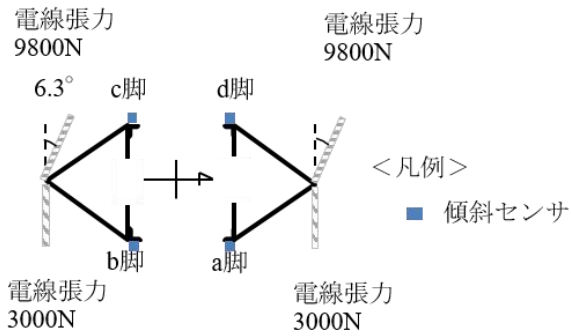 電線張力
9800N
電線張力
9800N
6.3°
c脚
d脚
＜凡例＞
傾斜センサ
b脚
a脚
電線張力
3000N
電線張力
3000N